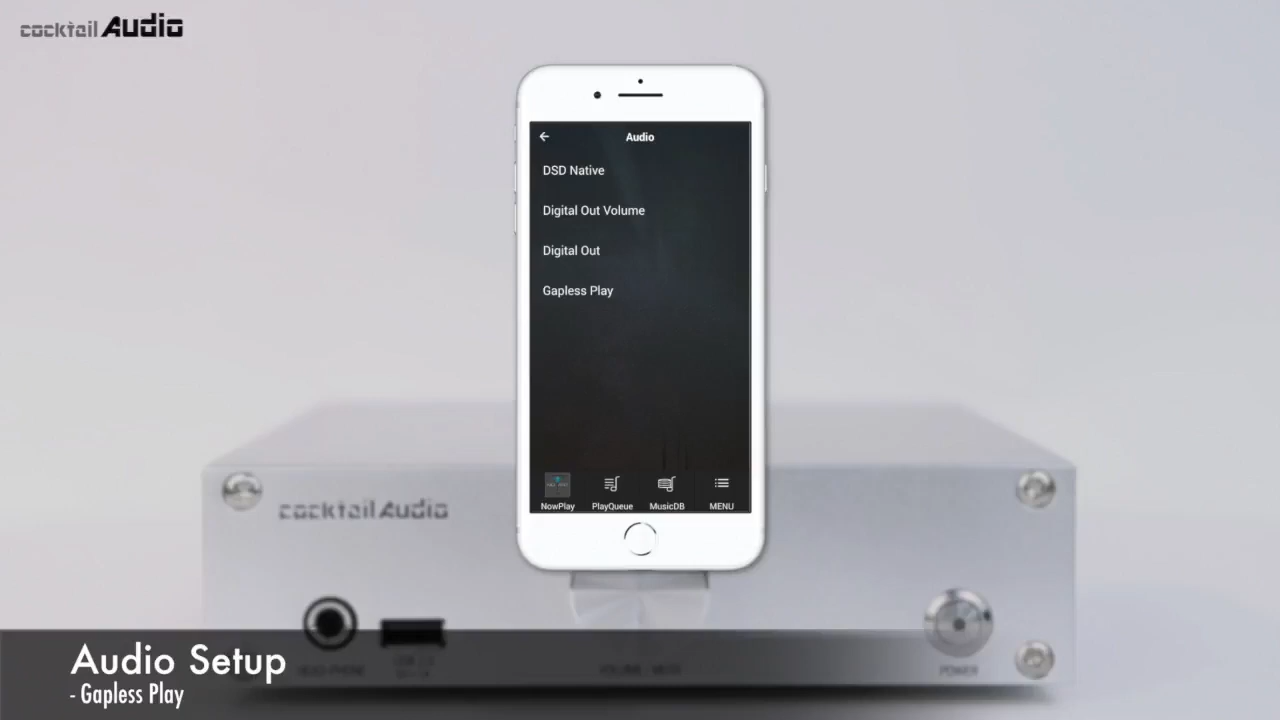 cocktail Audio
Audio
DSD Native
Digital Out Volume
Digital Out
Gapless Play
NowPlay
PlayQueue
MusicDB
MENU
cocktail Audio
POWER
Audio Setup
- Gapless Play